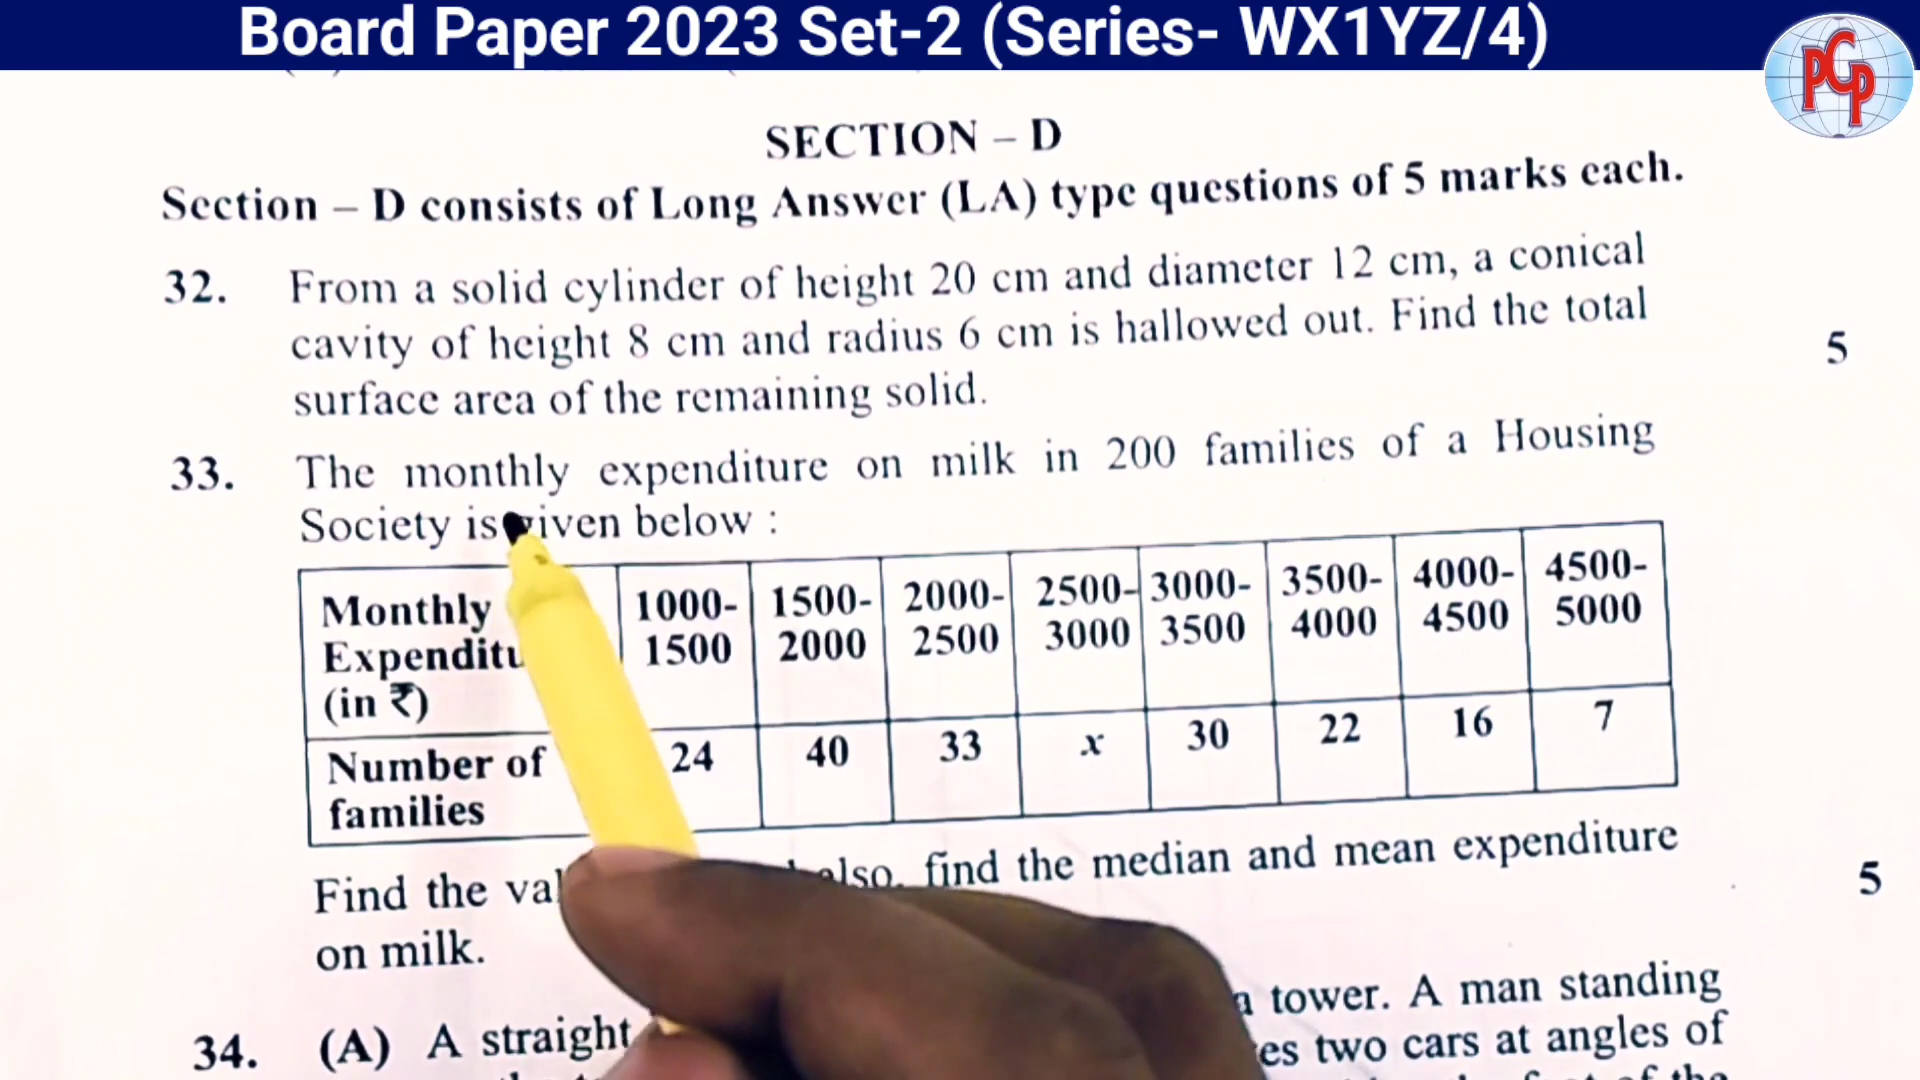 Board Paper 2023 Set-2 (Series- WX1YZ/4)
PGP
SECTION – D
Section – D consists of Long Answer (LA) type questions of 5 marks each.
32. From a solid cylinder of height 20 cm and diameter 12 cm, a conical
cavity of height 8 cm and radius 6 cm is hallowed out. Find the total
surface area of the remaining solid. 5
33. The monthly expenditure on milk in 200 families of a Housing
Society is given below :
Monthly 1000- 1500- 2000- 2500- 3000- 3500- 4000- 4500-
1500 2000 2500 3000 3500 4000 4500 5000
(in ₹)
Number of 24 40 33 x 30 22 16 7
families
Find the also, find the median and mean expenditure 5
on milk.
34. (A) A straight a tower. A man standing
two cars at angles of